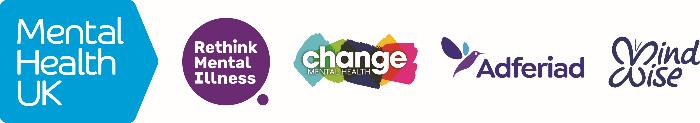 Mental
Health
UK
Rethink
Mental
Illness
change
MENTAL HEALTH
Adferiad
Mind
Wise